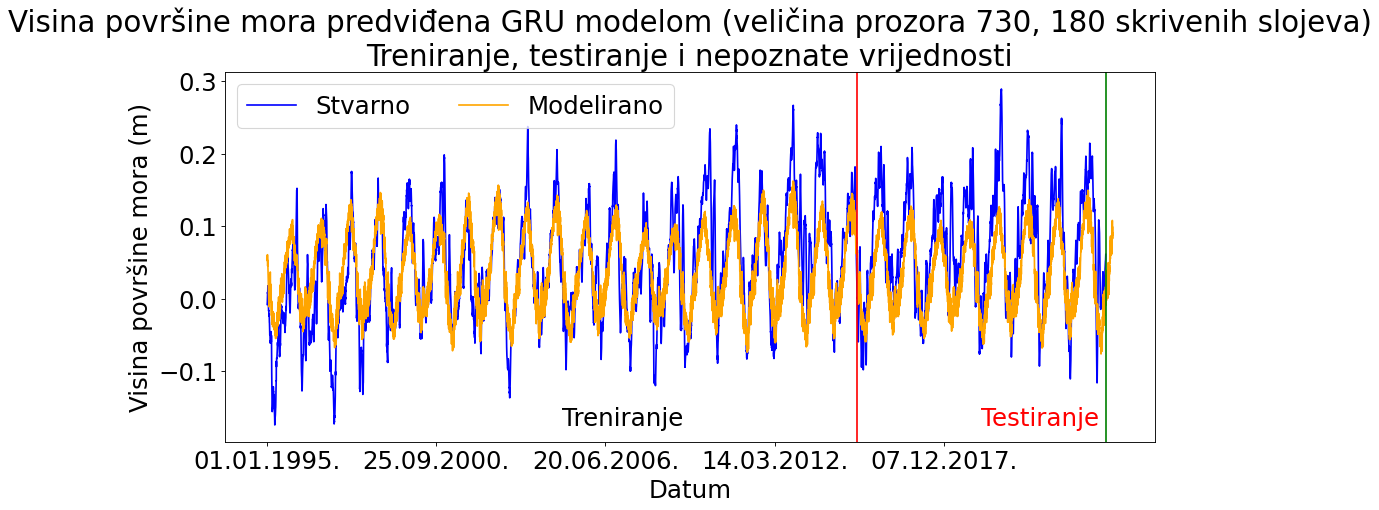 Visina površine mora predviđena GRU modelom (veličina prozora 730, 180 skrivenih slojeva)
Treniranje, testiranje i nepoznate vrijednosti
Stvarno
Modelirano
Visina površine mora (m)
0.3
0.2
0.1
0.0
−0.1
Treniranje
Testiranje
01.01.1995.
25.09.2000.
20.06.2006.
14.03.2012.
07.12.2017.
Datum